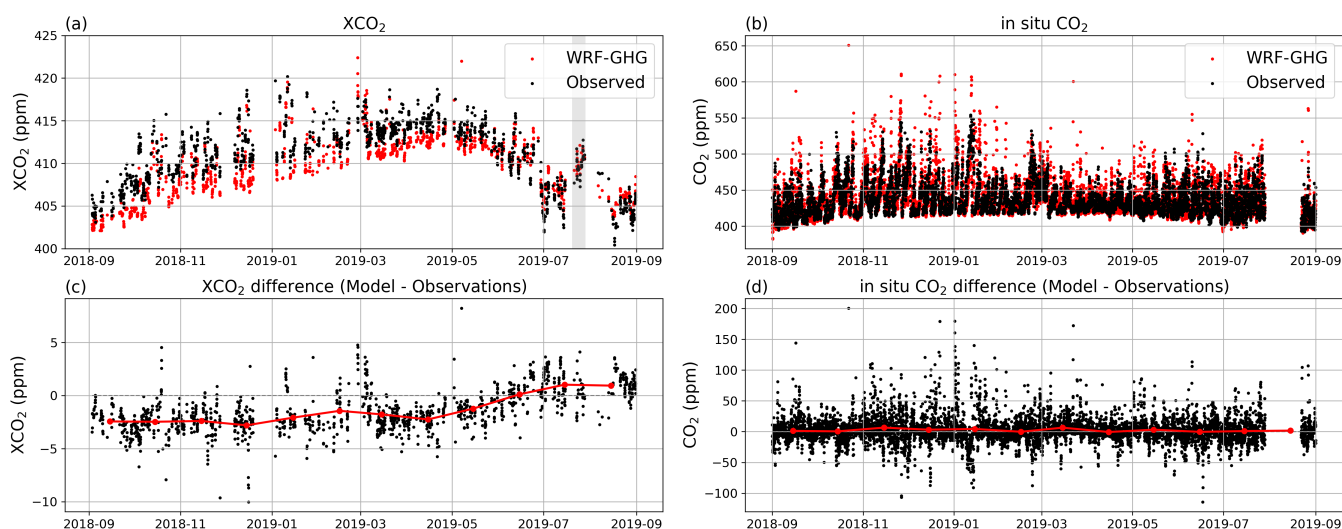 (a)
XCO₂
425
420
415
410
405
400
XCO₂ (ppm)
WRF-GHG
Observed
2018-09 2018-11 2019-01 2019-03 2019-05 2019-07 2019-09
(b)
in situ CO₂
650
600
550
500
450
400
CO₂ (ppm)
WRF-GHG
Observed
2018-09 2018-11 2019-01 2019-03 2019-05 2019-07 2019-09
(c)
XCO₂ difference (Model - Observations)
5
0
−5
−10
XCO₂ (ppm)
2018-09 2018-11 2019-01 2019-03 2019-05 2019-07 2019-09
(d)
in situ CO₂ difference (Model - Observations)
200
150
100
50
0
−50
−100
CO₂ (ppm)
2018-09 2018-11 2019-01 2019-03 2019-05 2019-07 2019-09